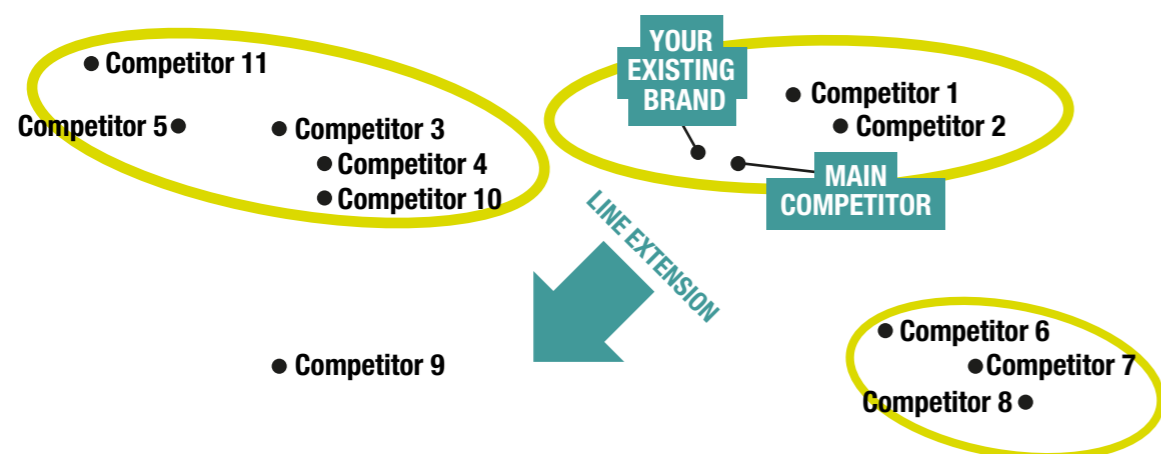 Competitor 11
Competitor 5
Competitor 3
Competitor 4
Competitor 10
YOUR
EXISTING
BRAND
Competitor 1
Competitor 2
MAIN
COMPETITOR
LINE EXTENSION
Competitor 9
Competitor 6
Competitor 7
Competitor 8